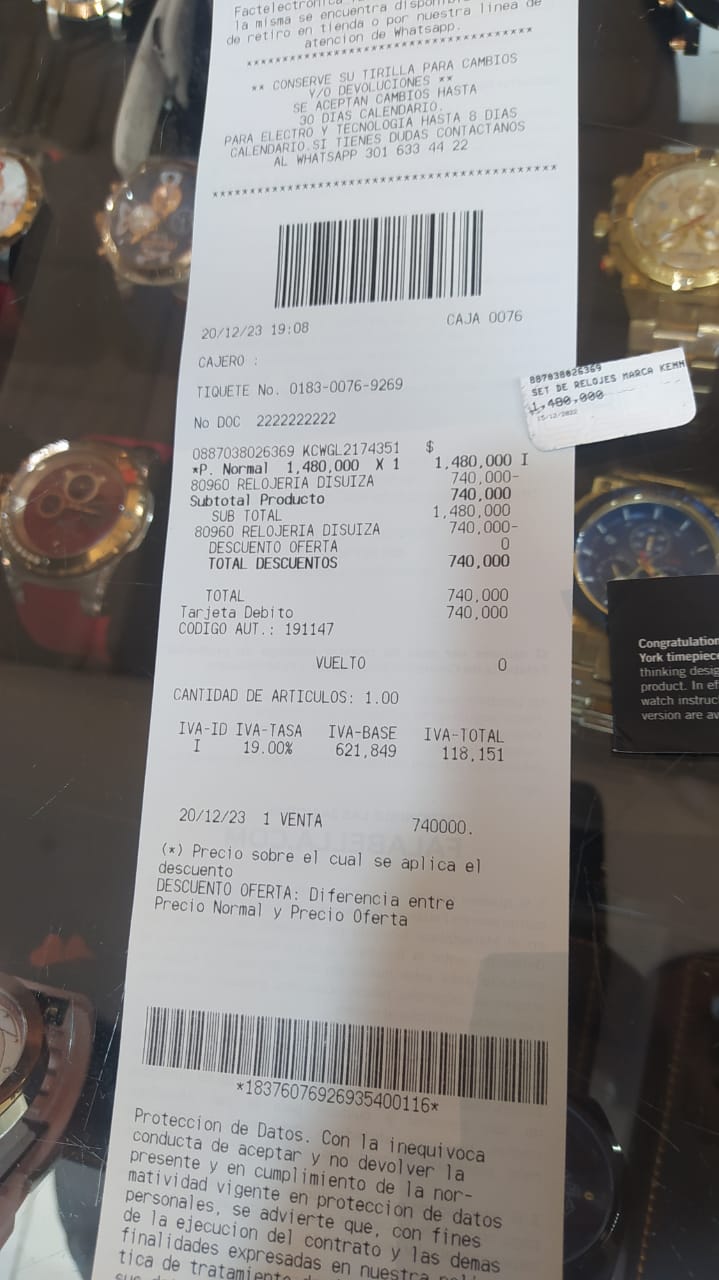 Factelectronica
la misma se encuentra disponible
de retiro en tienda o por nuestra linea de
atencion de Whatsapp.
******************************************
** CONSERVE SU TIRILLA PARA CAMBIOS
Y/O DEVOLUCIONES **
SE ACEPTAN CAMBIOS HASTA
30 DIAS CALENDARIO.
PARA ELECTRO Y TECNOLOGIA HASTA 8 DIAS
CALENDARIO.SI TIENES DUDAS CONTACTANOS
AL WHATSAPP 301 633 44 22
******************************************
20/12/23 19:08 CAJA 0076
CAJERO :
TIQUETE No. 0183-0076-9269
No DOC 2222222222
0887038026369 KCWGL2174351 $
*P. Normal 1,480,000 X 1 1,480,000 I
80960 RELOJERIA DISUIZA 740,000-
Subtotal Producto 740,000
SUB TOTAL 1,480,000
80960 RELOJERIA DISUIZA 740,000-
DESCUENTO OFERTA 0
TOTAL DESCUENTOS 740,000
TOTAL 740,000
Tarjeta Debito 740,000
CODIGO AUT.: 191147
VUELTO 0
CANTIDAD DE ARTICULOS: 1.00
IVA-ID IVA-TASA IVA-BASE IVA-TOTAL
I 19.00% 621,849 118,151
20/12/23 1 VENTA 740000.
(*) Precio sobre el cual se aplica el
descuento
DESCUENTO OFERTA: Diferencia entre
Precio Normal y Precio Oferta
*18376076926935400116*
Proteccion de Datos. Con la inequivoca
conducta de aceptar y no devolver la
presente y en cumplimiento de la nor-
matividad vigente en proteccion de datos
personales, se advierte que, con fines
de la ejecucion del contrato y las demas
finalidades expresadas en nuestra
tica de tratamiento
887038026369
SET DE RELOJES MARCA KENN
1,480,000
15/12/2022
Congratulation
York timepiece
thinking desig
product. In ef
watch instruc
version are av